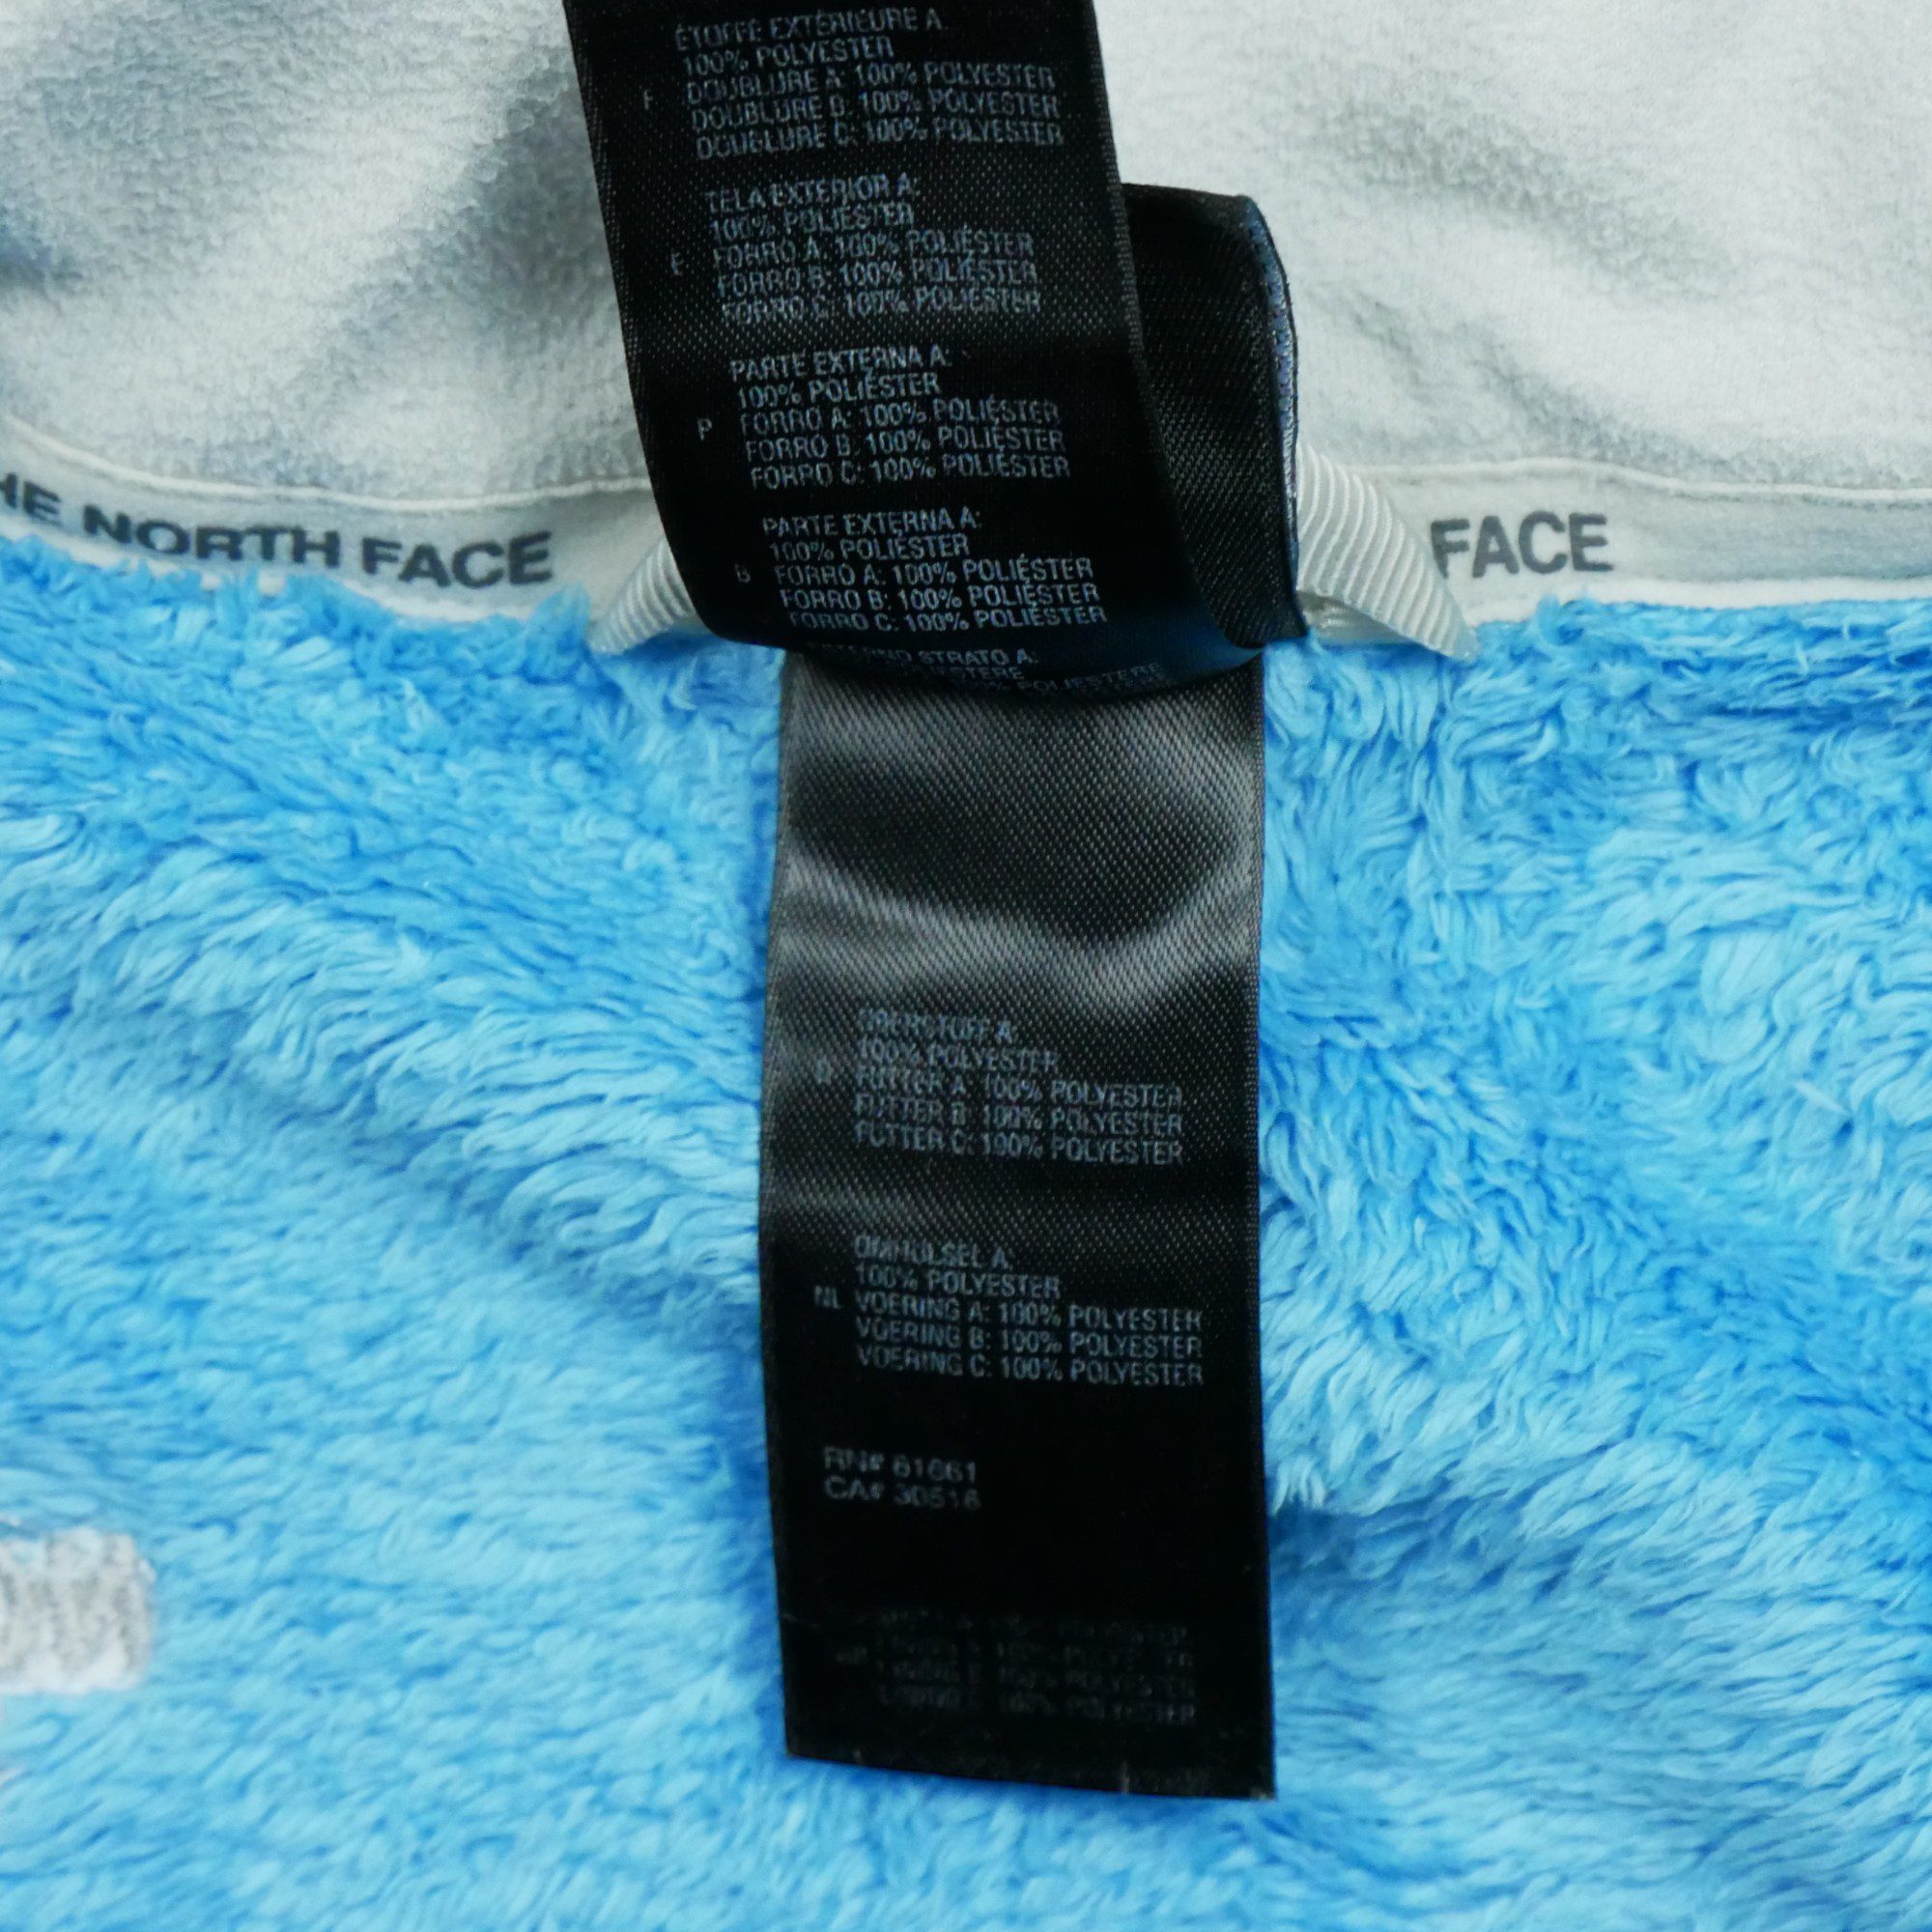 ÉTOFFE EXTÉRIEURE A:
100% POLYESTER
F DOUBLURE A: 100% POLYESTER
DOUBLURE B: 100% POLYESTER
DOUBLURE C: 100% POLYESTER
TELA EXTERIOR A:
100% POLIÉSTER
E FORRO A: 100% POLIÉSTER
FORRO B: 100% POLIÉSTER
FORRO C: 100% POLIÉSTER
PARTE EXTERNA A:
100% POLIÉSTER
P FORRO A: 100% POLIÉSTER
FORRO B: 100% POLIÉSTER
FORRO C: 100% POLIÉSTER
HE NORTH FACE
FACE
PARTE EXTERNA A:
100% POLIÉSTER
B FORRO A: 100% POLIÉSTER
FORRO B: 100% POLIÉSTER
FORRO C: 100% POLIÉSTER
STRATO A:
OBERSTOFF A:
100% POLYESTER
D FUTTER A: 100% POLYESTER
FUTTER B: 100% POLYESTER
FUTTER C: 100% POLYESTER
OMHULSEL A:
100% POLYESTER
NL VOERING A: 100% POLYESTER
VOERING B: 100% POLYESTER
VOERING C: 100% POLYESTER
RN# 61661
CA# 30516